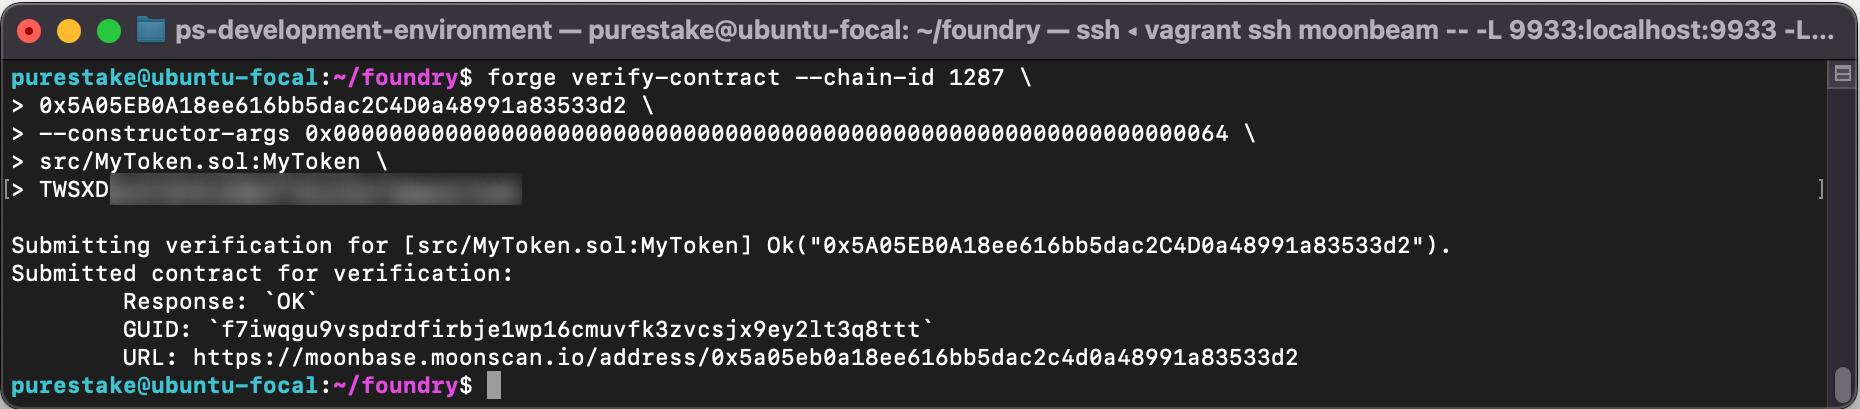 ps-development-environment — purestake@ubuntu-focal: ~/foundry — ssh ◂ vagrant ssh moonbeam -- -L 9933:localhost:9933 -L...
purestake@ubuntu-focal:~/foundry$ forge verify-contract --chain-id 1287 \
> 0x5A05EB0A18ee616bb5dac2C4D0a48991a83533d2 \
> --constructor-args 0x0000000000000000000000000000000000000000000000000000000000000064 \
> src/MyToken.sol:MyToken \
[> TWSXD ]
Submitting verification for [src/MyToken.sol:MyToken] Ok("0x5A05EB0A18ee616bb5dac2C4D0a48991a83533d2").
Submitted contract for verification:
Response: `OK`
GUID: `f7iwqgu9vspdrdfirbje1wp16cmuvfk3zvcsjx9ey2lt3q8ttt`
URL: https://moonbase.moonscan.io/address/0x5a05eb0a18ee616bb5dac2c4d0a48991a83533d2
purestake@ubuntu-focal:~/foundry$